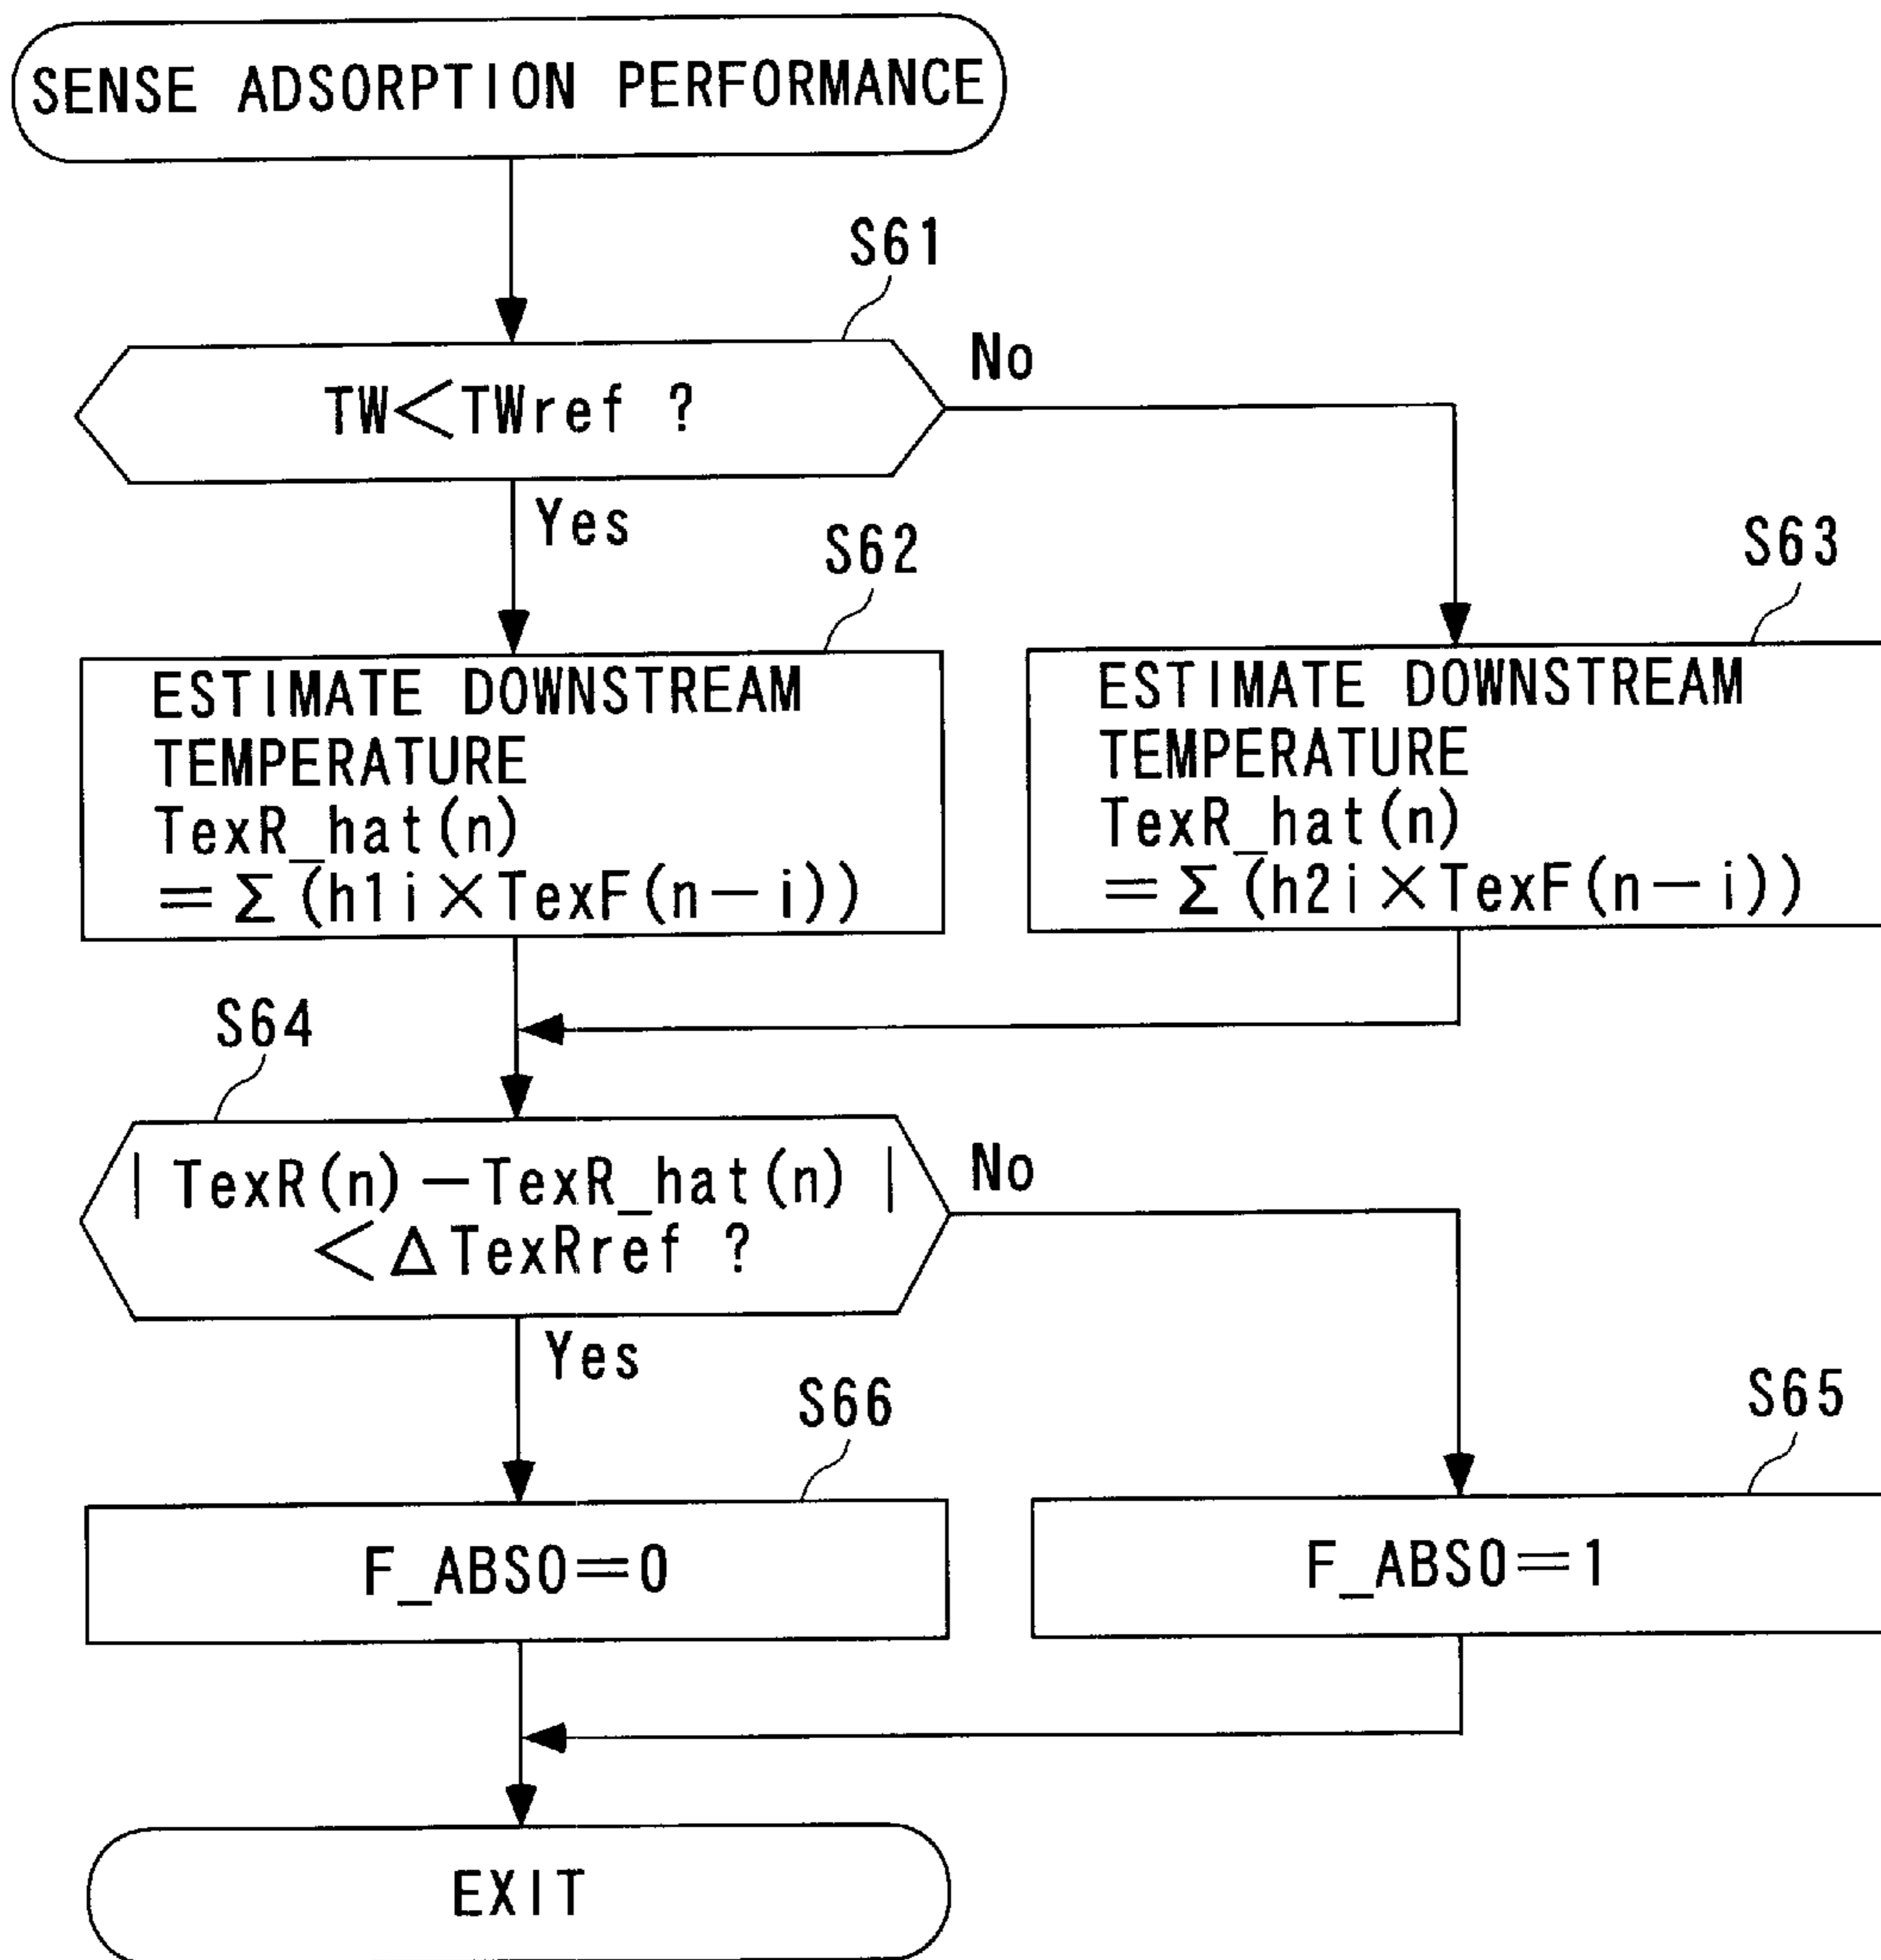 SENSE ADSORPTION PERFORMANCE
S61
TW<TWref ?
No
Yes
S62
ESTIMATE DOWNSTREAM
TEMPERATURE
TexR_hat(n)
=Σ(h1i×TexF(n-i))
S63
ESTIMATE DOWNSTREAM
TEMPERATURE
TexR_hat(n)
=Σ(h2i×TexF(n-i))
S64
| TexR(n)-TexR_hat(n) |
<ΔTexRref ?
No
Yes
S66
F_ABSO=0
S65
F_ABSO=1
EXIT